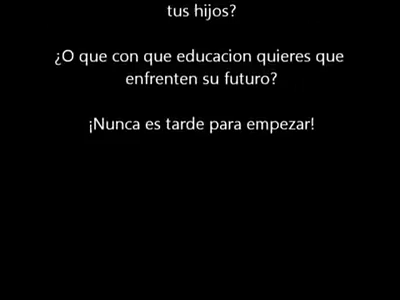 tus hijos?
¿O que con que educacion quieres que
enfrenten su futuro?
¡Nunca es tarde para empezar!